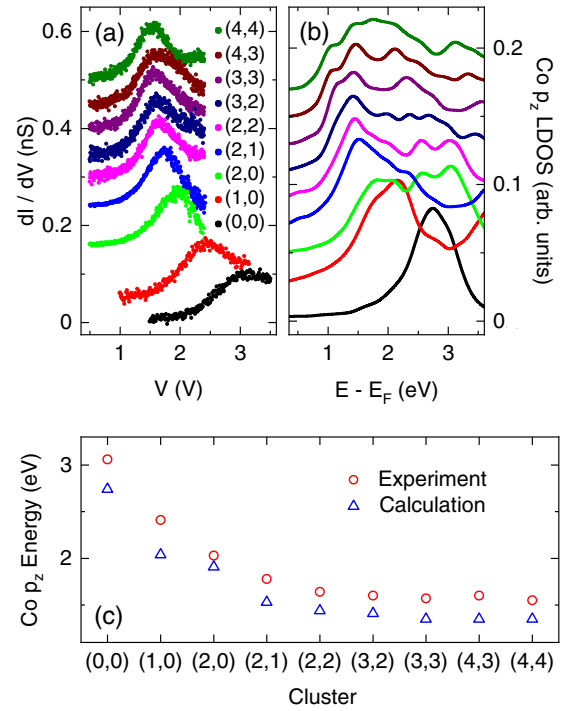 (a)
(b)
0.6
0.4
0.2
0
dI / dV (nS)
(4,4)
(4,3)
(3,3)
(3,2)
(2,2)
(2,1)
(2,0)
(1,0)
(0,0)
0.2
0.1
0
Co pz LDOS (arb. units)
1 2 3
V (V)
1 2 3
E - EF (eV)
3
2
Co pz Energy (eV)
Experiment
Calculation
(c)
(0,0) (1,0) (2,0) (2,1) (2,2) (3,2) (3,3) (4,3) (4,4)
Cluster